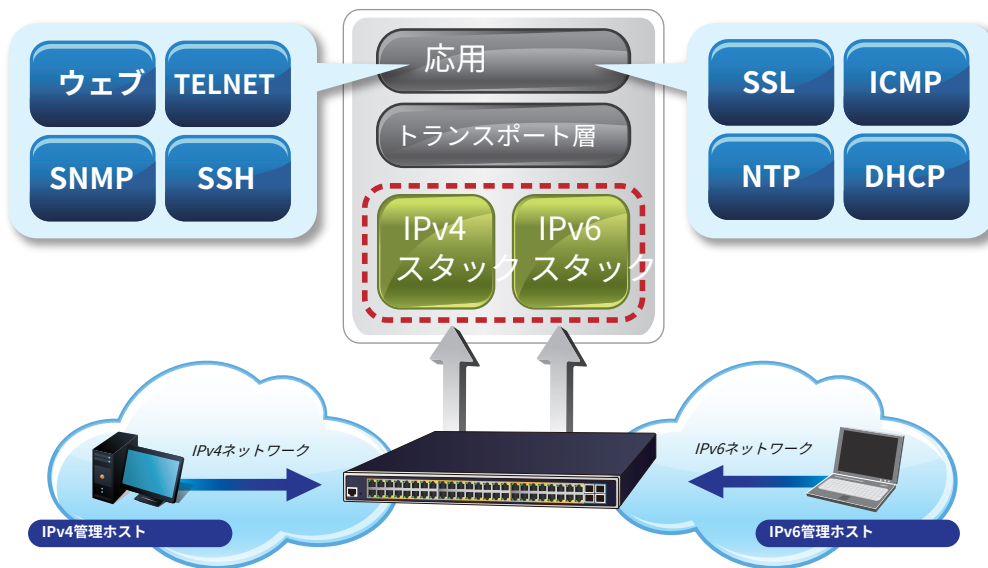 ウェブ
TELNET
SNMP
SSH
応用
トランスポート層
IPv4
スタック
IPv6
スタック
SSL
ICMP
NTP
DHCP
IPv4ネットワーク
IPv6ネットワーク
IPv4管理ホスト
IPv6管理ホスト